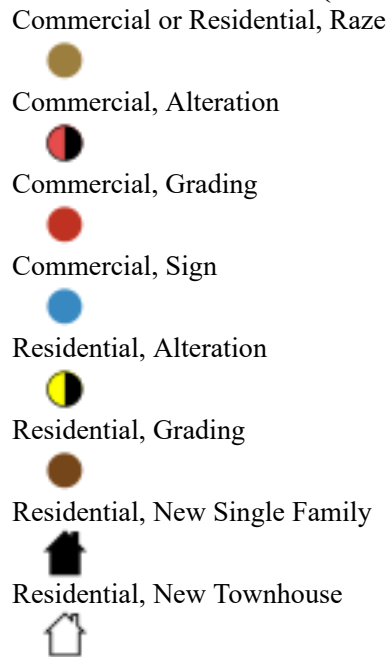 Commercial or Residential, Raze
Commercial, Alteration
Commercial, Grading
Commercial, Sign
Residential, Alteration
Residential, Grading
Residential, New Single Family
Residential, New Townhouse